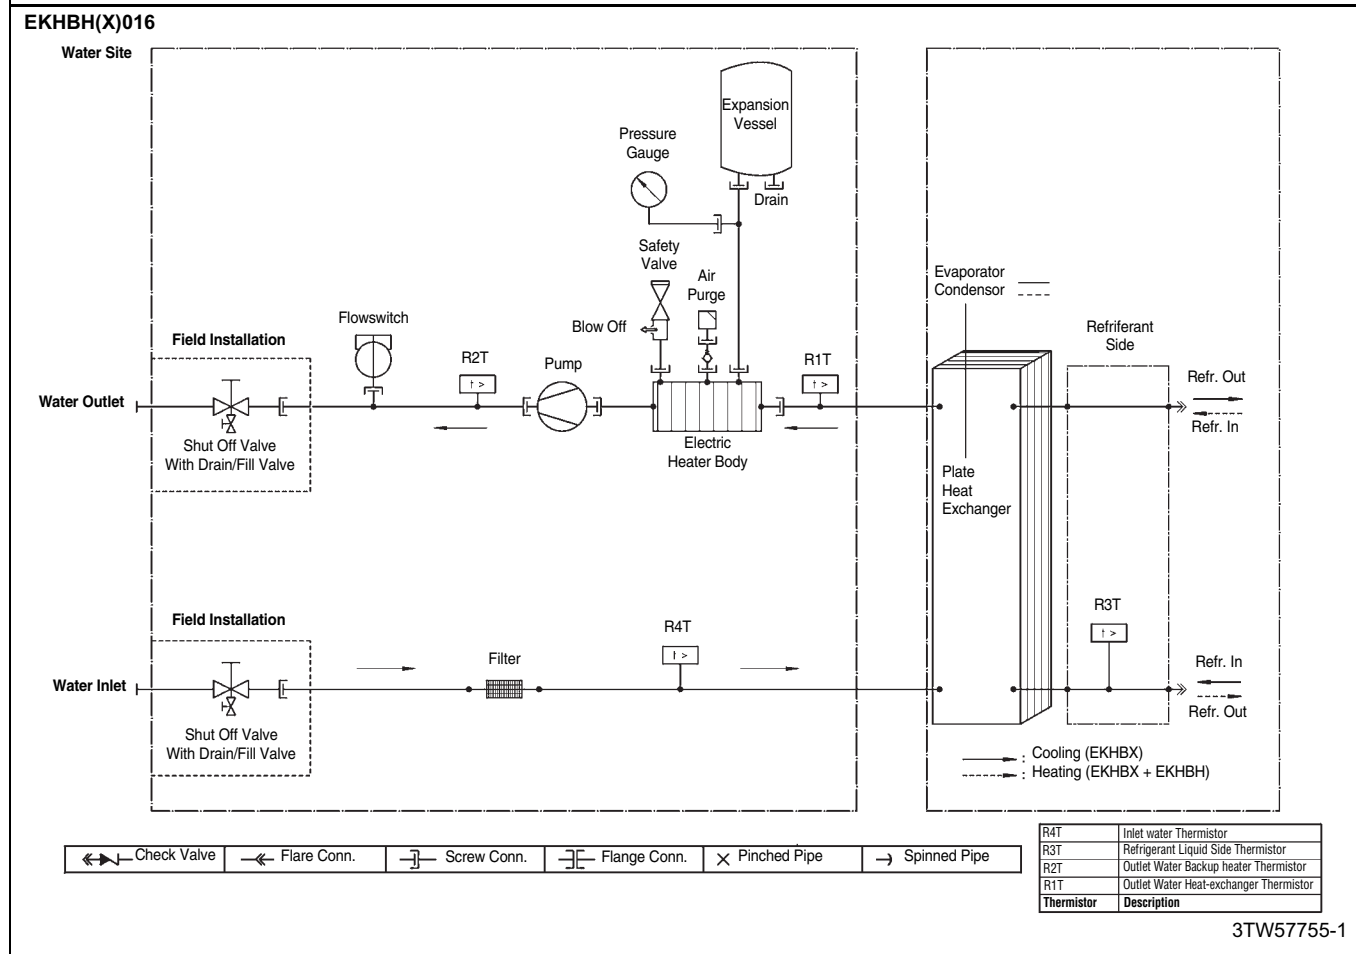 EKHBH(X)016
Water Site
Expansion
Vessel
Pressure
Gauge
Drain
Safety
Valve
Air
Purge
Blow Off
Evaporator
Condensor
Flowswitch
Field Installation
R2T
t >
Pump
R1T
t >
Refriferant
Side
Refr. Out
Refr. In
Water Outlet
Shut Off Valve
With Drain/Fill Valve
Electric
Heater Body
Plate
Heat
Exchanger
Field Installation
Filter
R4T
t >
R3T
t >
Water Inlet
Refr. In
Refr. Out
Shut Off Valve
With Drain/Fill Valve
: Cooling (EKHBX)
: Heating (EKHBX + EKHBH)
Check Valve
Flare Conn.
Screw Conn.
Flange Conn.
Pinched Pipe
Spinned Pipe
R4T Inlet water Thermistor
R3T Refrigerant Liquid Side Thermistor
R2T Outlet Water Backup heater Thermistor
R1T Outlet Water Heat-exchanger Thermistor
Thermistor Description
3TW57755-1